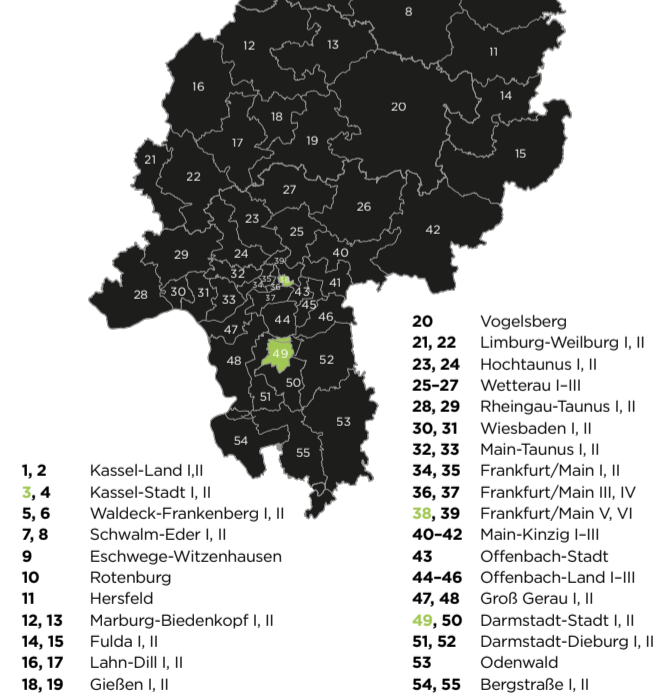 8
12
13
11
16
20
14
18
17
19
15
21
22
27
26
23
25
42
29
24
40
39
32
35
38
34
36
41
28
30
31
33
37
43
45
44
46
47
48
49
52
50
51
53
54
55
20 Vogelsberg
21, 22 Limburg-Weilburg I, II
23, 24 Hochtaunus I, II
25–27 Wetterau I–III
28, 29 Rheingau-Taunus I, II
30, 31 Wiesbaden I, II
32, 33 Main-Taunus I, II
1, 2 Kassel-Land I,II
34, 35 Frankfurt/Main I, II
3, 4 Kassel-Stadt I, II
36, 37 Frankfurt/Main III, IV
5, 6 Waldeck-Frankenberg I, II
38, 39 Frankfurt/Main V, VI
7, 8 Schwalm-Eder I, II
40–42 Main-Kinzig I–III
9 Eschwege-Witzenhausen
43 Offenbach-Stadt
10 Rotenburg
44–46 Offenbach-Land I–III
11 Hersfeld
47, 48 Groß Gerau I, II
12, 13 Marburg-Biedenkopf I, II
49, 50 Darmstadt-Stadt I, II
14, 15 Fulda I, II
51, 52 Darmstadt-Dieburg I, II
16, 17 Lahn-Dill I, II
53 Odenwald
18, 19 Gießen I, II
54, 55 Bergstraße I, II